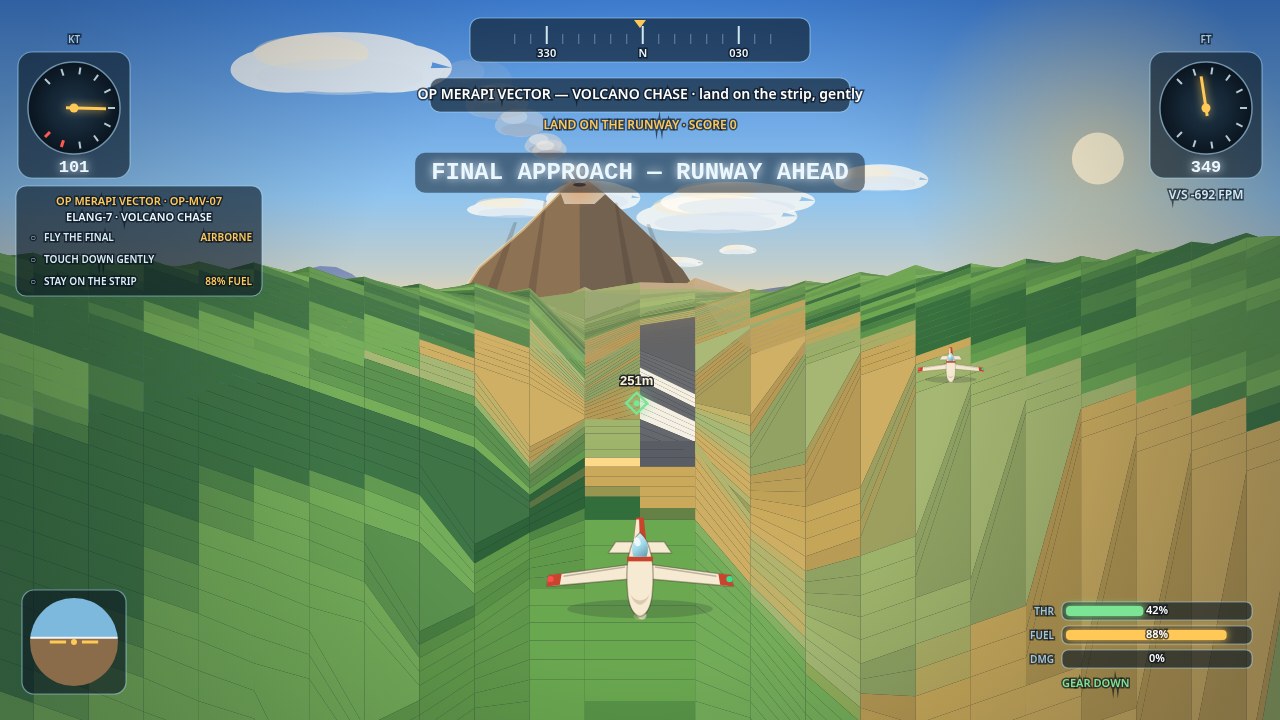 KT
330 N 030
FT
OP MERAPI VECTOR — VOLCANO CHASE · land on the strip, gently
LAND ON THE RUNWAY · SCORE 0
FINAL APPROACH — RUNWAY AHEAD
101
349
V/S -692 FPM
OP MERAPI VECTOR · OP-MV-07
ELANG-7 · VOLCANO CHASE
FLY THE FINAL AIRBORNE
TOUCH DOWN GENTLY
STAY ON THE STRIP 88% FUEL
251m
THR 42%
FUEL 88%
DMG 0%
GEAR DOWN